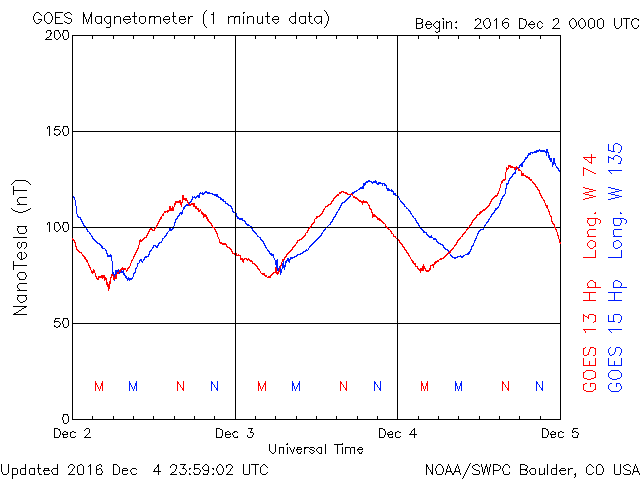 GOES Magnetometer (1 minute data)
Begin: 2016 Dec 2 0000 UTC
200
150
100
50
0
NanoTesla (nT)
M M N N M M N N M M N N
Dec 2 Dec 3 Dec 4 Dec 5
Universal Time
GOES 13 Hp Long. W 74
GOES 15 Hp Long. W 135
Updated 2016 Dec 4 23:59:02 UTC
NOAA/SWPC Boulder, CO USA